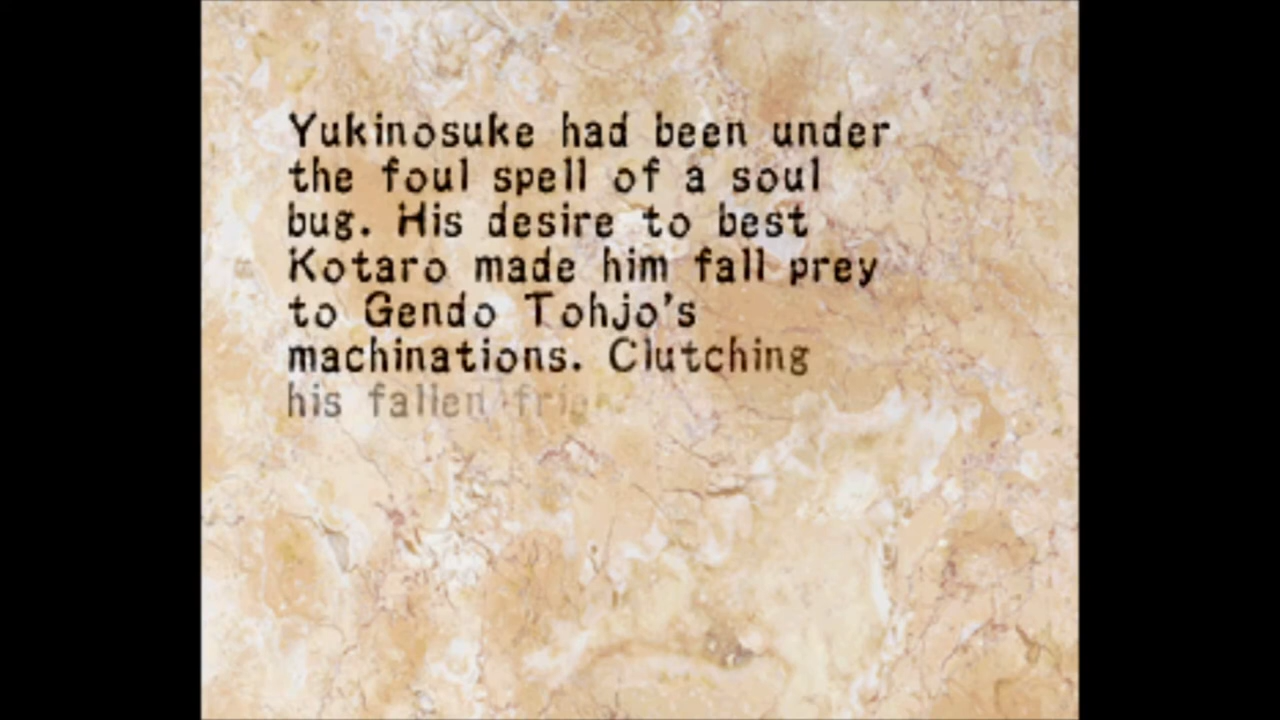 Yukinosuke had been under
the foul spell of a soul
bug. His desire to best
Kotaro made him fall prey
to Gendo Tohjo's
machinations. Clutching
his fallen